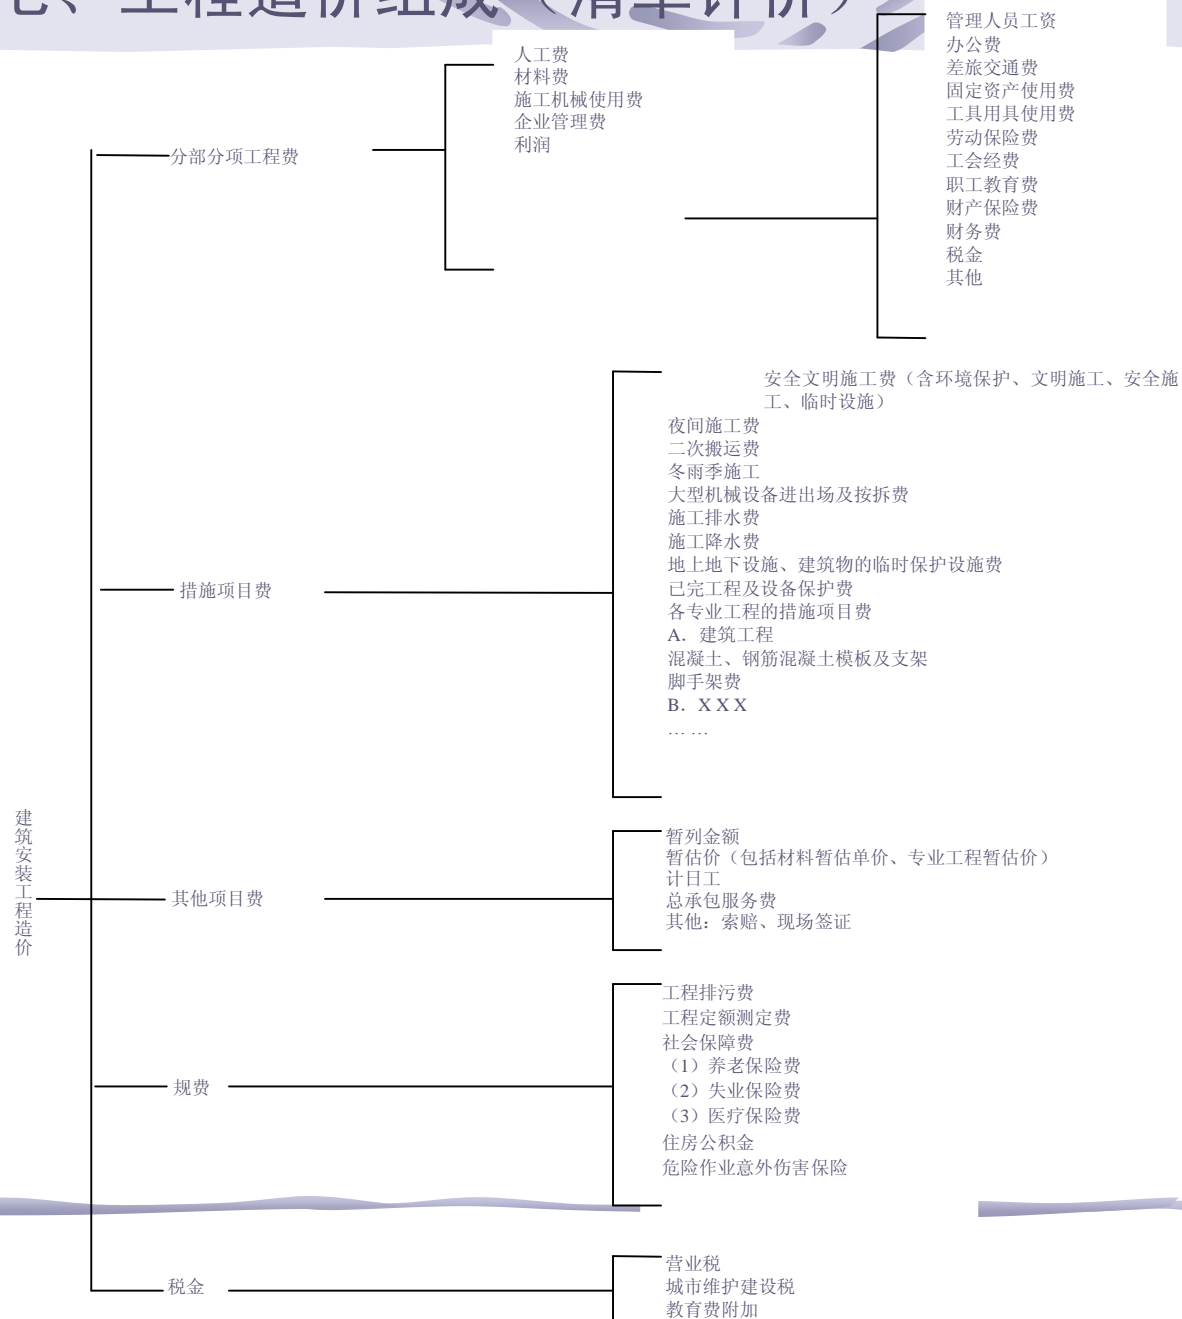 七、工程造价组成（清单计价）
人工费
材料费
施工机械使用费
企业管理费
利润
管理人员工资
办公费
差旅交通费
固定资产使用费
工具用具使用费
劳动保险费
工会经费
职工教育费
财产保险费
财务费
税金
其他
分部分项工程费
安全文明施工费（含环境保护、文明施工、安全施
工、临时设施）
夜间施工费
二次搬运费
冬雨季施工
大型机械设备进出场及按拆费
施工排水费
施工降水费
地上地下设施、建筑物的临时保护设施费
已完工程及设备保护费
各专业工程的措施项目费
A．建筑工程
混凝土、钢筋混凝土模板及支架
脚手架费
B．X X X
… …
措施项目费
建筑安装工程造价
暂列金额
暂估价（包括材料暂估单价、专业工程暂估价）
计日工
总承包服务费
其他：索赔、现场签证
其他项目费
工程排污费
工程定额测定费
社会保障费
（1）养老保险费
（2）失业保险费
（3）医疗保险费
住房公积金
危险作业意外伤害保险
规费
营业税
城市维护建设税
教育费附加
税金